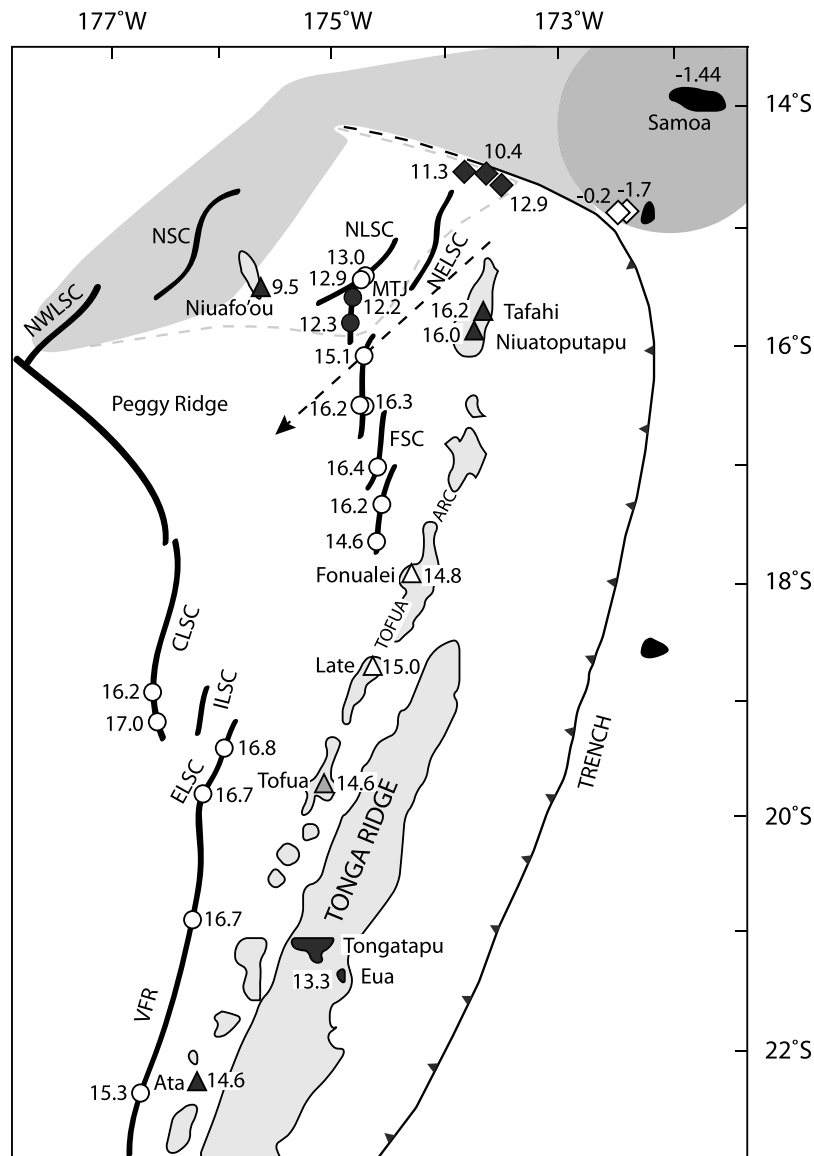 177°W 175°W 173°W
-1.44
14°S
Samoa
10.4
11.3
12.9
-0.2 -1.7
NSC
NLSC
13.0
NELSC
12.9
MTJ
9.5
12.2
Niuafo'ou
NWLSC
16.2 Tafahi
12.3
16.0 Niuatoputapu
16°S
15.1
Peggy Ridge
16.2 16.3
FSC
16.4
ARC
16.2
14.6
Fonualei 14.8
18°S
TOFUA
CLSC
Late 15.0
16.2
ILSC
17.0
16.8
TRENCH
ELSC
Tofua 14.6
16.7
20°S
TONGA RIDGE
16.7
Tongatapu
13.3 Eua
VFR
22°S
Ata 14.6
15.3